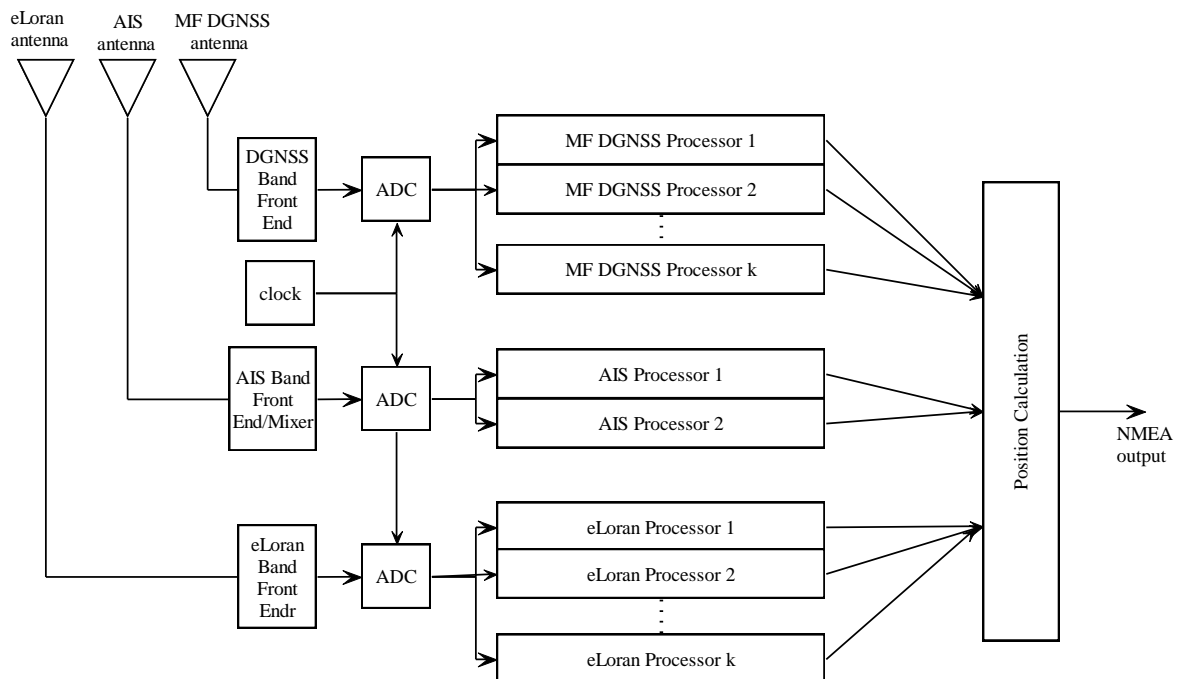 eLoran
antenna
AIS
antenna
MF DGNSS
antenna
DGNSS
Band
Front
End
ADC
MF DGNSS Processor 1
MF DGNSS Processor 2
MF DGNSS Processor k
clock
AIS Band
Front
End/Mixer
ADC
AIS Processor 1
AIS Processor 2
Position Calculation
NMEA
output
eLoran
Band
Front
Endr
ADC
eLoran Processor 1
eLoran Processor 2
eLoran Processor k